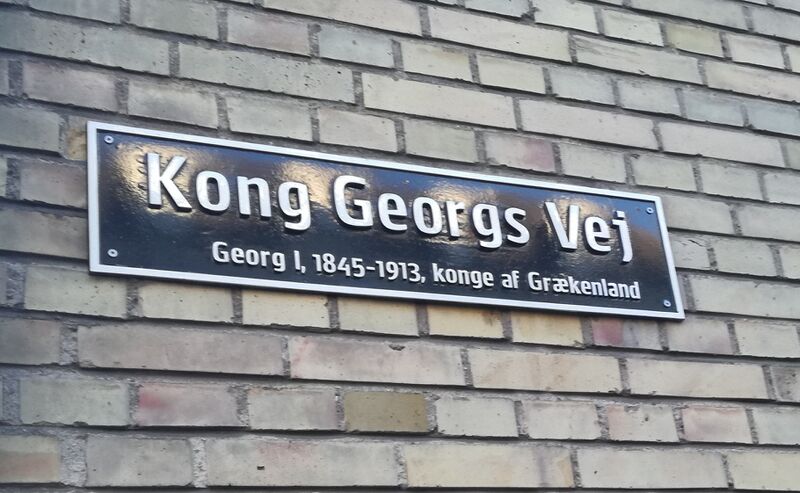 Kong Georgs Vej
Georg I, 1845-1913, konge af Grækenland